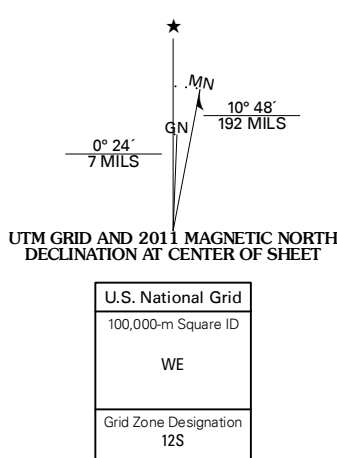 ★
MN
10° 48´
192 MILS
GN
0° 24´
7 MILS
UTM GRID AND 2011 MAGNETIC NORTH
DECLINATION AT CENTER OF SHEET
U.S. National Grid
100,000-m Square ID
WE
Grid Zone Designation
12S